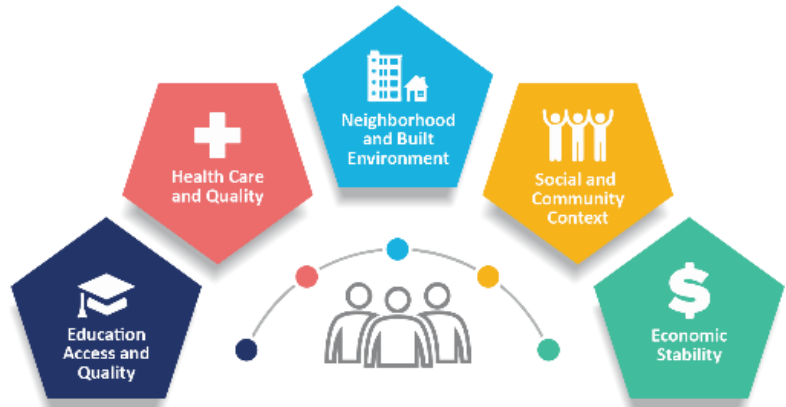 Neighborhood
and Built
Environment
Health Care
and Quality
Social and
Community
Context
Education
Access and
Quality
$
Economic
Stability